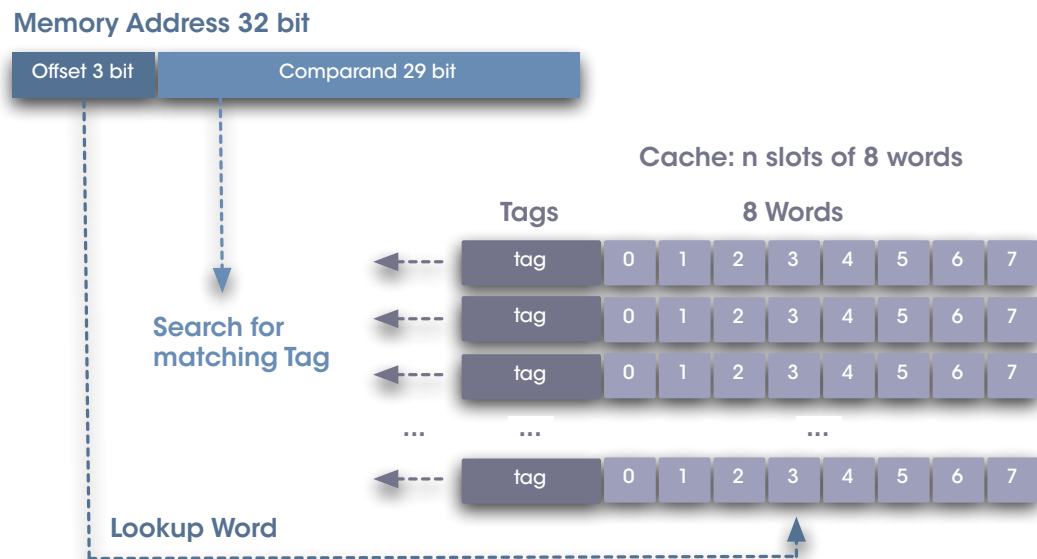 Memory Address 32 bit
Offset 3 bit Comparand 29 bit
Cache: n slots of 8 words
Tags 8 Words
tag 0 1 2 3 4 5 6 7
Search for
matching Tag
tag 0 1 2 3 4 5 6 7
tag 0 1 2 3 4 5 6 7
... ... ...
tag 0 1 2 3 4 5 6 7
Lookup Word